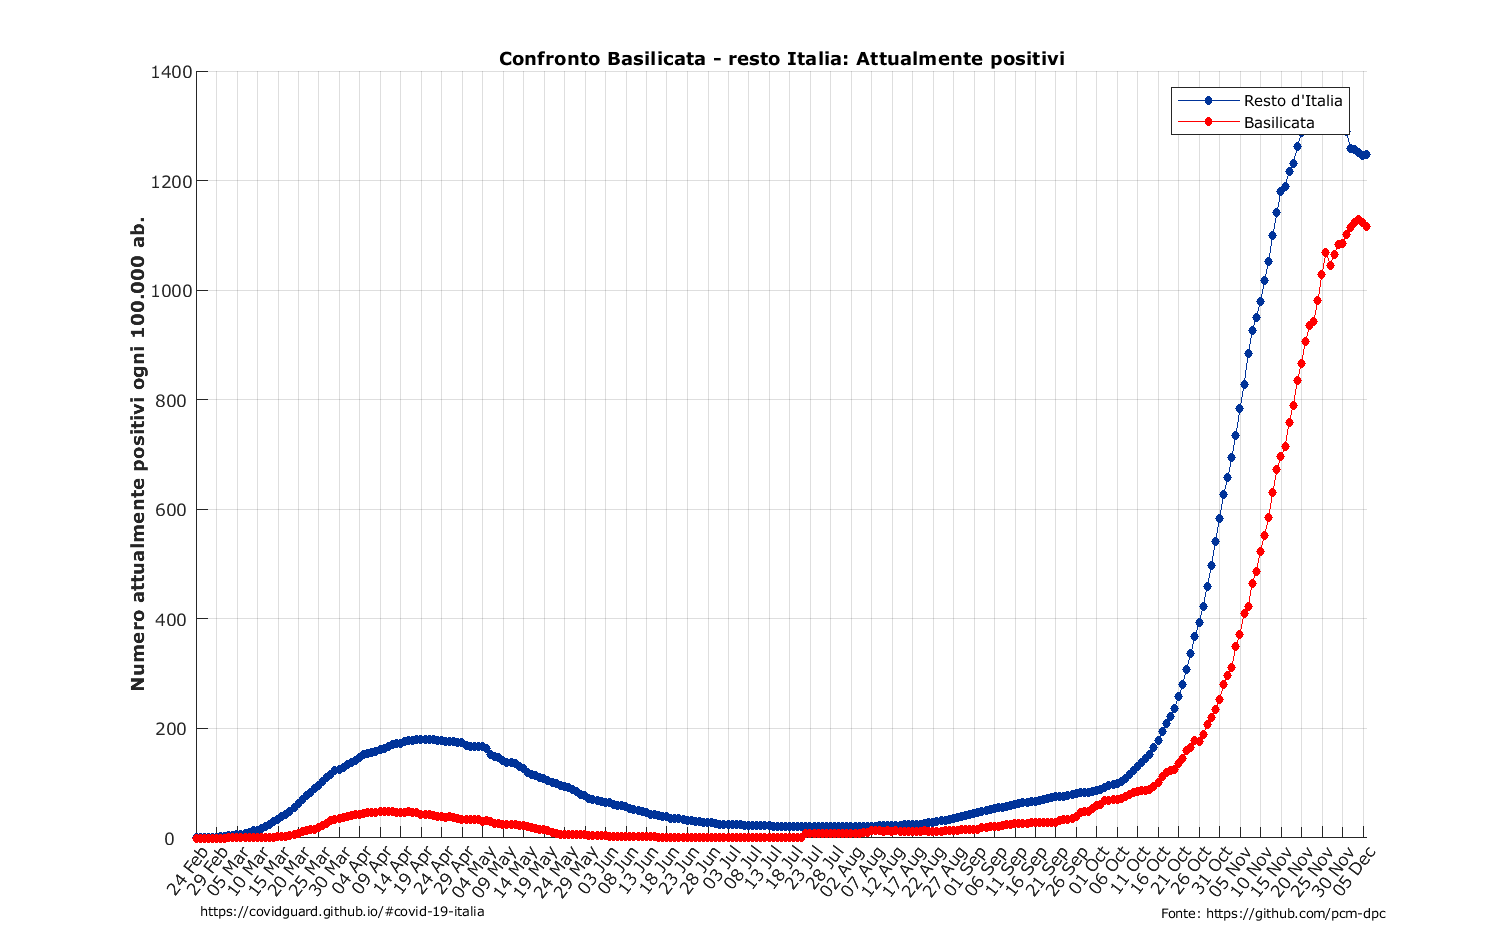 Confronto Basilicata - resto Italia: Attualmente positivi
Numero attualmente positivi ogni 100.000 ab.
1400
1200
1000
800
600
400
200
0
Resto d'Italia
Basilicata
24 Feb
29 Feb
05 Mar
10 Mar
15 Mar
20 Mar
25 Mar
30 Mar
04 Apr
09 Apr
14 Apr
19 Apr
24 Apr
29 Apr
04 May
09 May
14 May
19 May
24 May
29 May
03 Jun
08 Jun
13 Jun
18 Jun
23 Jun
28 Jun
03 Jul
08 Jul
13 Jul
18 Jul
23 Jul
28 Jul
02 Aug
07 Aug
12 Aug
17 Aug
22 Aug
27 Aug
01 Sep
06 Sep
11 Sep
16 Sep
21 Sep
26 Sep
01 Oct
06 Oct
11 Oct
16 Oct
21 Oct
26 Oct
31 Oct
05 Nov
10 Nov
15 Nov
20 Nov
25 Nov
30 Nov
05 Dec
https://covidguard.github.io/#covid-19-italia
Fonte: https://github.com/pcm-dpc